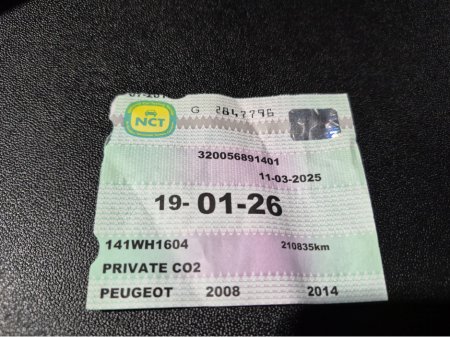 G 2847796
NCT
320056891401
11-03-2025
19-01-26
141WH1604 210835km
PRIVATE CO2
PEUGEOT 2008 2014